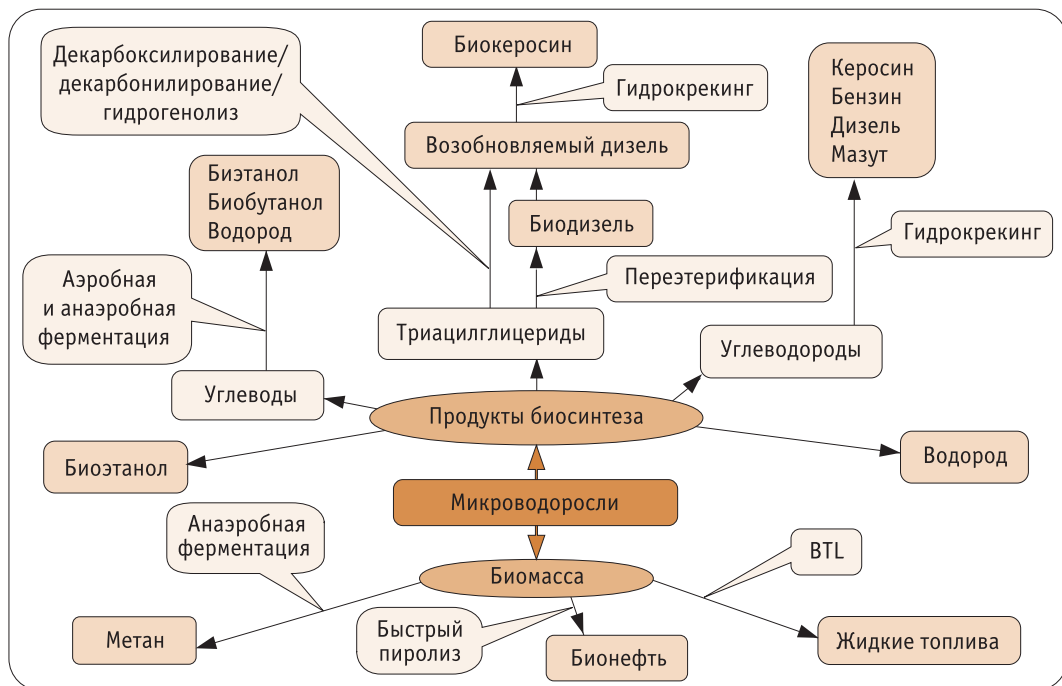 Декарбоксилирование/
декарбонилирование/
гидрогенолиз
Биокеросин
Гидрокрекинг
Керосин
Бензин
Дизель
Мазут
Возобновляемый дизель
Биэтанол
Биобутанол
Водород
Биодизель
Гидрокрекинг
Аэробная
и анаэробная
ферментация
Переэтерификация
Триацилглицериды
Углеводороды
Углеводы
Продукты биосинтеза
Биоэтанол
Водород
Микроводоросли
Анаэробная
ферментация
BTL
Биомасса
Метан
Быстрый
пиролиз
Бионефть
Жидкие топлива